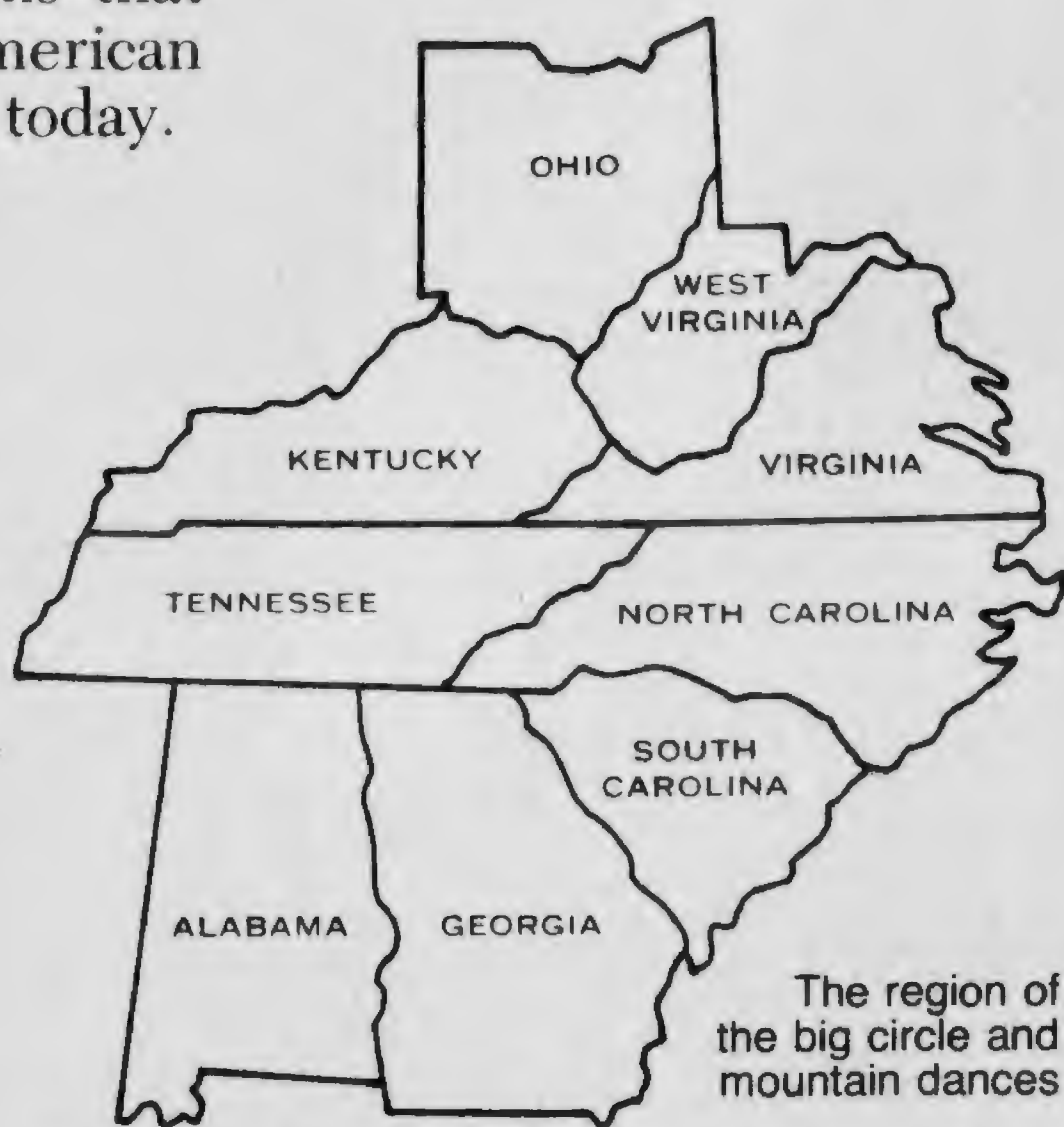 that
merican
today.
OHIO
WEST
VIRGINIA
KENTUCKY
VIRGINIA
TENNESSEE
NORTH CAROLINA
SOUTH
CAROLINA
ALABAMA
GEORGIA
The region of
the big circle and
mountain dances